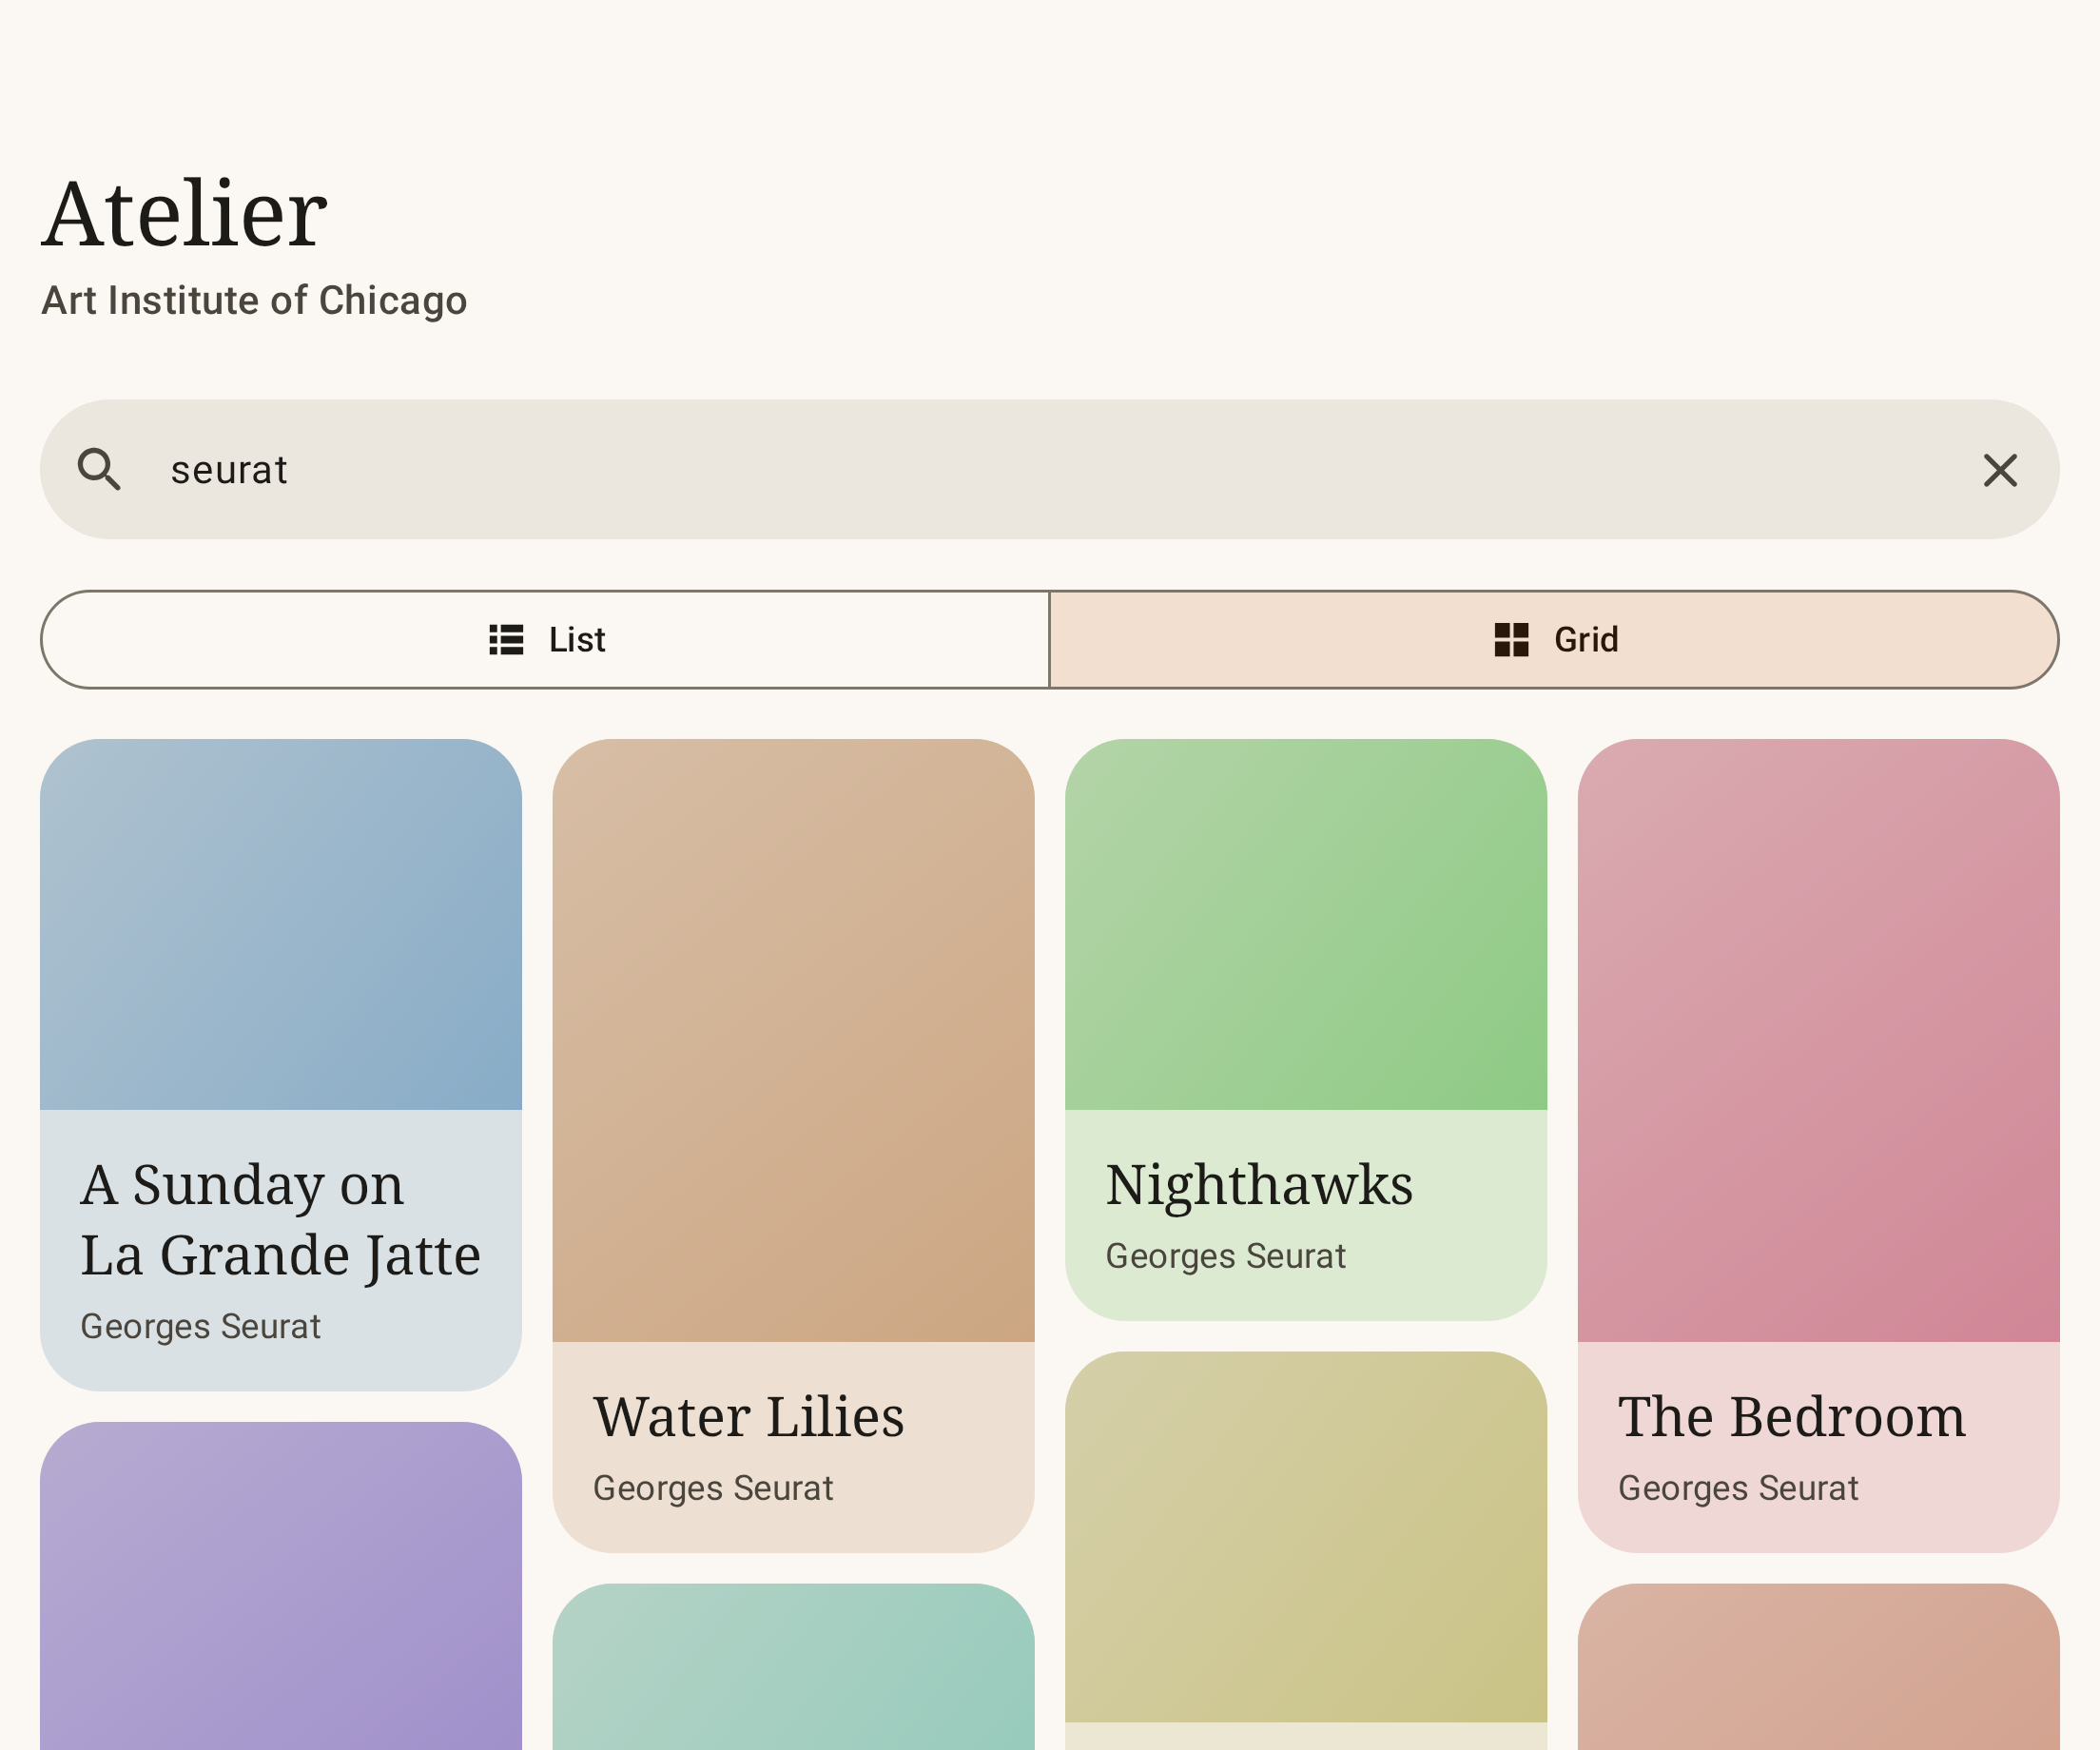 Atelier
Art Institute of Chicago
seurat
List
Grid
A Sunday on
La Grande Jatte
Georges Seurat
Water Lilies
Georges Seurat
Nighthawks
Georges Seurat
The Bedroom
Georges Seurat